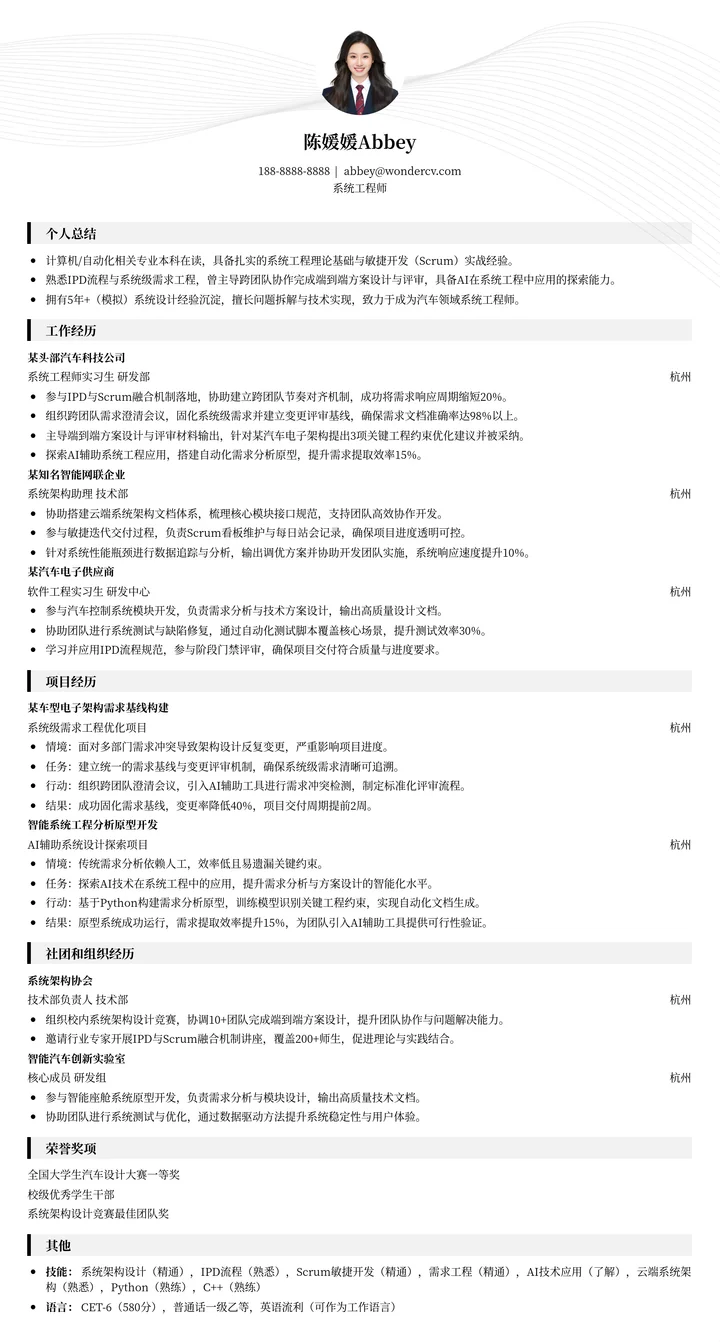 陈媛媛Abbey
188-8888-8888 | abbey@wondercv.com
系统工程师
个人总结
• 计算机/自动化相关专业本科在读，具备扎实的系统工程理论基础与敏捷开发（Scrum）实战经验。
• 熟悉IPD流程与系统级需求工程，曾主导跨团队协作完成端到端方案设计与评审，具备AI在系统工程中应用的探索能力。
• 拥有5年+（模拟）系统设计经验沉淀，擅长问题拆解与技术实现，致力于成为汽车领域系统工程师。
工作经历
某头部汽车科技公司
系统工程师实习生 研发部 杭州
• 参与IPD与Scrum融合机制落地，协助建立跨团队节奏对齐机制，成功将需求响应周期缩短20%。
• 组织跨团队需求澄清会议，固化系统级需求并建立变更评审基线，确保需求文档准确率达98%以上。
• 主导端到端方案设计与评审材料输出，针对某汽车电子架构提出3项关键工程约束优化建议并被采纳。
• 探索AI辅助系统工程应用，搭建自动化需求分析原型，提升需求提取效率15%。
某知名智能网联企业
系统架构助理 技术部 杭州
• 协助搭建云端系统架构文档体系，梳理核心模块接口规范，支持团队高效协作开发。
• 参与敏捷迭代交付过程，负责Scrum看板维护与每日站会记录，确保项目进度透明可控。
• 针对系统性能瓶颈进行数据追踪与分析，输出调优方案并协助开发团队实施，系统响应速度提升10%。
某汽车电子供应商
软件工程实习生 研发中心 杭州
• 参与汽车控制系统模块开发，负责需求分析与技术方案设计，输出高质量设计文档。
• 协助团队进行系统测试与缺陷修复，通过自动化测试脚本覆盖核心场景，提升测试效率30%。
• 学习并应用IPD流程规范，参与阶段门禁评审，确保项目交付符合质量与进度要求。
项目经历
某车型电子架构需求基线构建
系统级需求工程优化项目 杭州
• 情境：面对多部门需求冲突导致架构设计反复变更，严重影响项目进度。
• 任务：建立统一的需求基线与变更评审机制，确保系统级需求清晰可追溯。
• 行动：组织跨团队澄清会议，引入AI辅助工具进行需求冲突检测，制定标准化评审流程。
• 结果：成功固化需求基线，变更率降低40%，项目交付周期提前2周。
智能系统工程分析原型开发
AI辅助系统设计探索项目 杭州
• 情境：传统需求分析依赖人工，效率低且易遗漏关键约束。
• 任务：探索AI技术在系统工程中的应用，提升需求分析与方案设计的智能化水平。
• 行动：基于Python构建需求分析原型，训练模型识别关键工程约束，实现自动化文档生成。
• 结果：原型系统成功运行，需求提取效率提升15%，为团队引入AI辅助工具提供可行性验证。
社团和组织经历
系统架构协会
技术部负责人 技术部 杭州
• 组织校内系统架构设计竞赛，协调10+团队完成端到端方案设计，提升团队协作与问题解决能力。
• 邀请行业专家开展IPD与Scrum融合机制讲座，覆盖200+师生，促进理论与实践结合。
智能汽车创新实验室
核心成员 研发组 杭州
• 参与智能座舱系统原型开发，负责需求分析与模块设计，输出高质量技术文档。
• 协助团队进行系统测试与优化，通过数据驱动方法提升系统稳定性与用户体验。
荣誉奖项
全国大学生汽车设计大赛一等奖
校级优秀学生干部
系统架构设计竞赛最佳团队奖
其他
• 技能： 系统架构设计（精通），IPD流程（熟悉），Scrum敏捷开发（精通），需求工程（精通），AI技术应用（了解），云端系统架
构（熟悉），Python（熟练），C++（熟练）
• 语言： CET-6（580分），普通话一级乙等，英语流利（可作为工作语言）